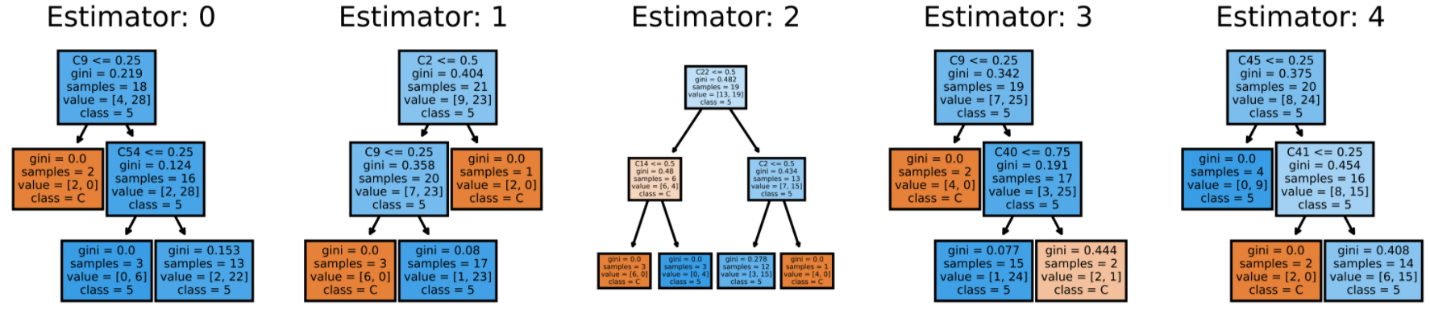 Estimator: 0
C9 <= 0.25
gini = 0.219
samples = 18
value = [4, 28]
class = 5
gini = 0.0
samples = 2
value = [2, 0]
class = C
C54 <= 0.25
gini = 0.124
samples = 16
value = [2, 28]
class = 5
gini = 0.0
samples = 3
value = [0, 6]
class = 5
gini = 0.153
samples = 13
value = [2, 22]
class = 5
Estimator: 1
C2 <= 0.5
gini = 0.404
samples = 21
value = [9, 23]
class = 5
C9 <= 0.25
gini = 0.358
samples = 20
value = [7, 23]
class = 5
gini = 0.0
samples = 1
value = [2, 0]
class = C
gini = 0.0
samples = 3
value = [6, 0]
class = C
gini = 0.08
samples = 17
value = [1, 23]
class = 5
Estimator: 2
C22 <= 0.5
gini = 0.482
samples = 19
value = [13, 19]
class = 5
C14 <= 0.5
gini = 0.48
samples = 6
value = [6, 4]
class = C
C2 <= 0.5
gini = 0.434
samples = 13
value = [7, 15]
class = 5
gini = 0.0
samples = 3
value = [6, 0]
class = C
gini = 0.0
samples = 3
value = [0, 4]
class = 5
gini = 0.278
samples = 12
value = [3, 15]
class = 5
gini = 0.0
samples = 1
value = [4, 0]
class = C
Estimator: 3
C9 <= 0.25
gini = 0.342
samples = 19
value = [7, 25]
class = 5
gini = 0.0
samples = 2
value = [4, 0]
class = C
C40 <= 0.75
gini = 0.191
samples = 17
value = [3, 25]
class = 5
gini = 0.077
samples = 15
value = [1, 24]
class = 5
gini = 0.444
samples = 2
value = [2, 1]
class = C
Estimator: 4
C45 <= 0.25
gini = 0.375
samples = 20
value = [8, 24]
class = 5
gini = 0.0
samples = 4
value = [0, 9]
class = 5
C41 <= 0.25
gini = 0.454
samples = 16
value = [8, 15]
class = 5
gini = 0.0
samples = 2
value = [2, 0]
class = C
gini = 0.408
samples = 14
value = [6, 15]
class = 5